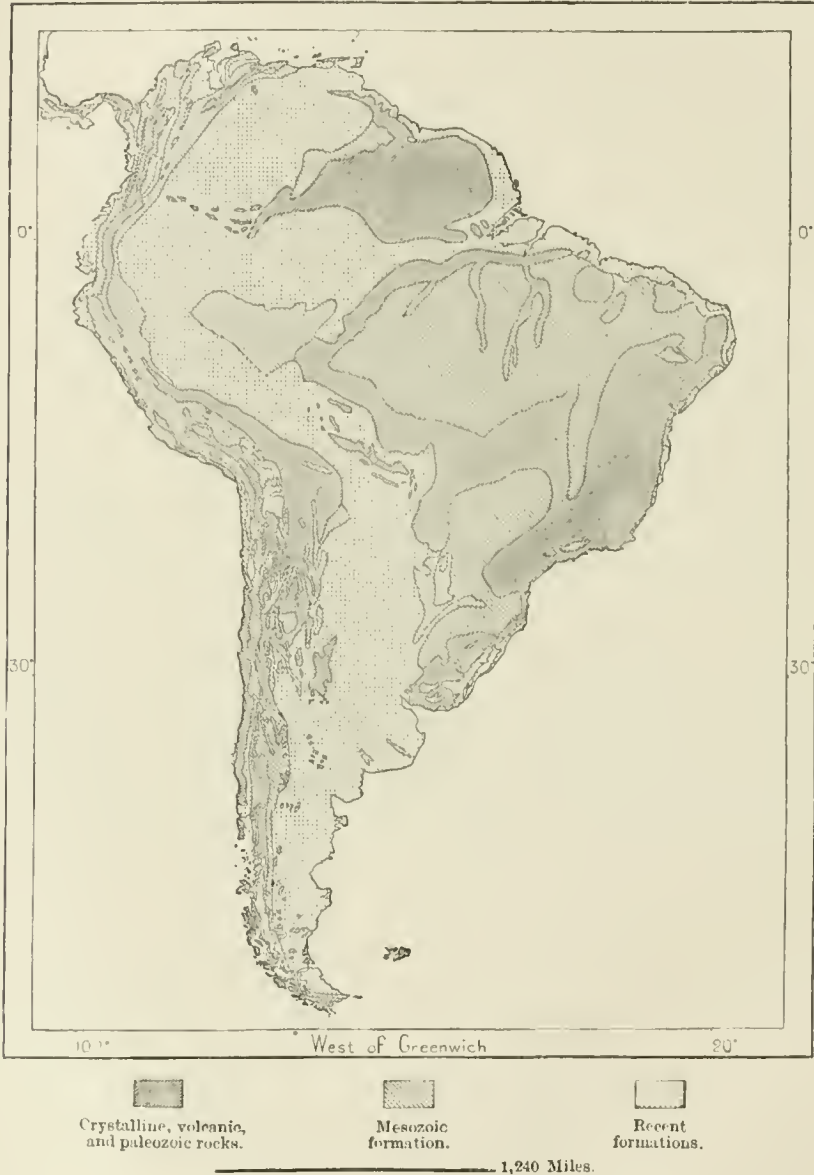 0°
0°
30°
30°
West of Greenwich
20°
Crystalline, volcanic,
and paleozoic rocks.
Mesozoic
formation.
Recent
formations.
1,240 Miles.